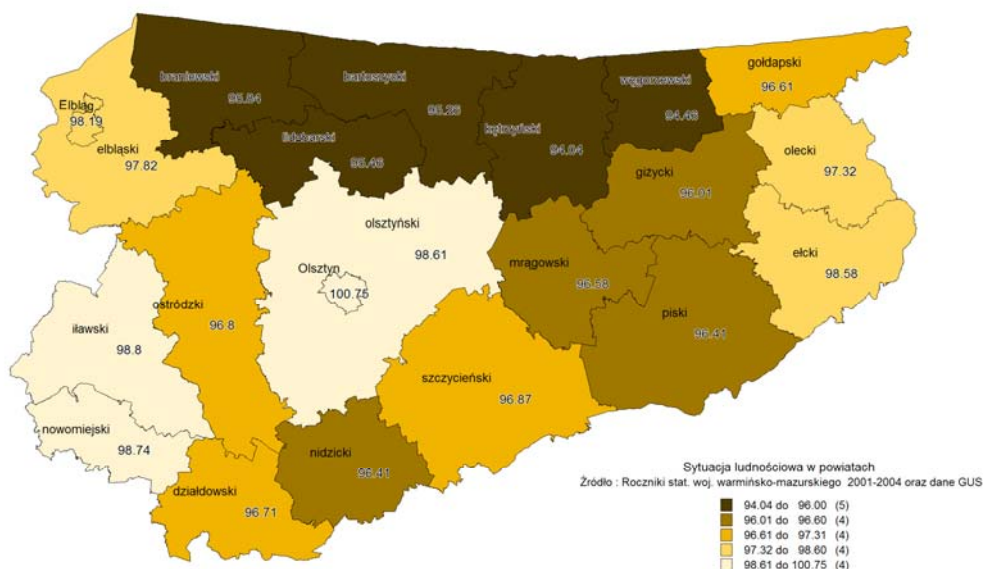 gołdapski
96.61
braniewski
bartoszycki
węgorzewski
94.46
Elbląg
98.19
lidzbarski
95.46
kętrzyński
94.04
elbląski
97.82
olecki
97.32
giżycki
96.01
olsztyński
98.61
ełcki
98.58
mrągowski
96.58
Olsztyn
100.75
ostródzki
96.8
piski
96.41
iławski
98.8
szczycieński
96.87
nowomiejski
98.74
nidzicki
96.41
działdowski
96.71
Sytuacja ludnościowa w powiatach
Źródło : Roczniki stat. woj. warmińsko-mazurskiego 2001-2004 oraz dane GUS
94.04 do 96.00 (5)
96.01 do 96.60 (4)
96.61 do 97.31 (4)
97.32 do 98.60 (4)
98.61 do 100.75 (4)